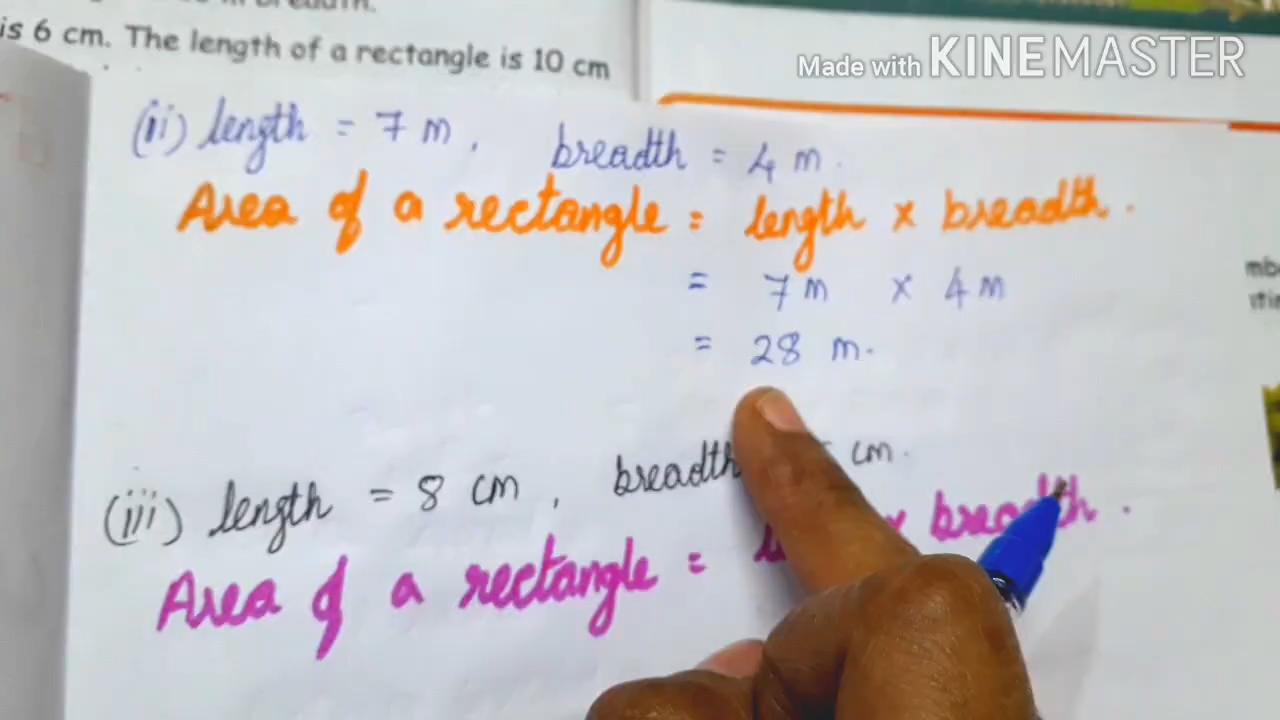 is 6 cm. The length of a rectangle is 10 cm
Made with KINEMASTER
(ii) length = 7 m, breadth = 4 m.
Area of a rectangle = length × breadth.
= 7 m × 4 m
= 28 m.
(iii) length = 8 cm, breadth cm.
Area of a rectangle = × breadth.